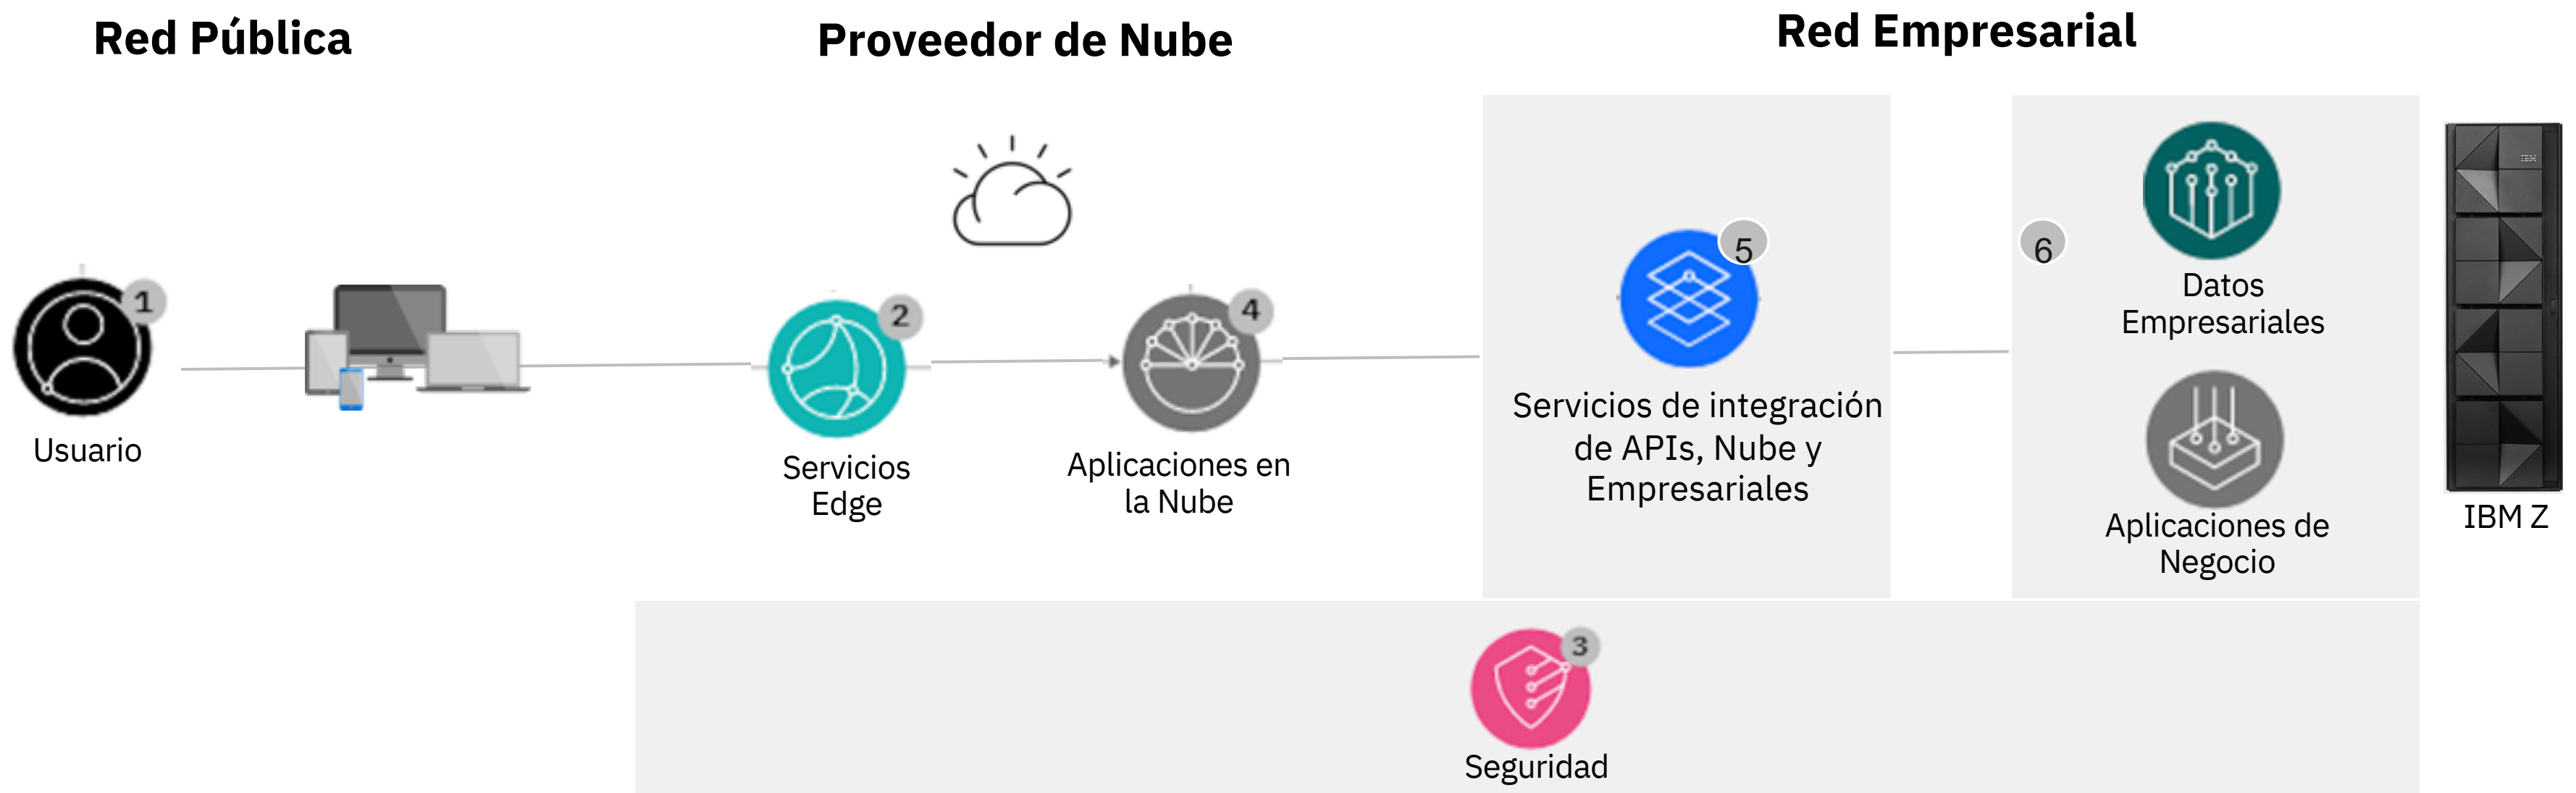 Red Pública
Proveedor de Nube
Red Empresarial
1
Usuario
2
Servicios
Edge
4
Aplicaciones en
la Nube
5
Servicios de integración
de APIs, Nube y
Empresariales
6
Datos
Empresariales
Aplicaciones de
Negocio
IBM
IBM Z
3
Seguridad